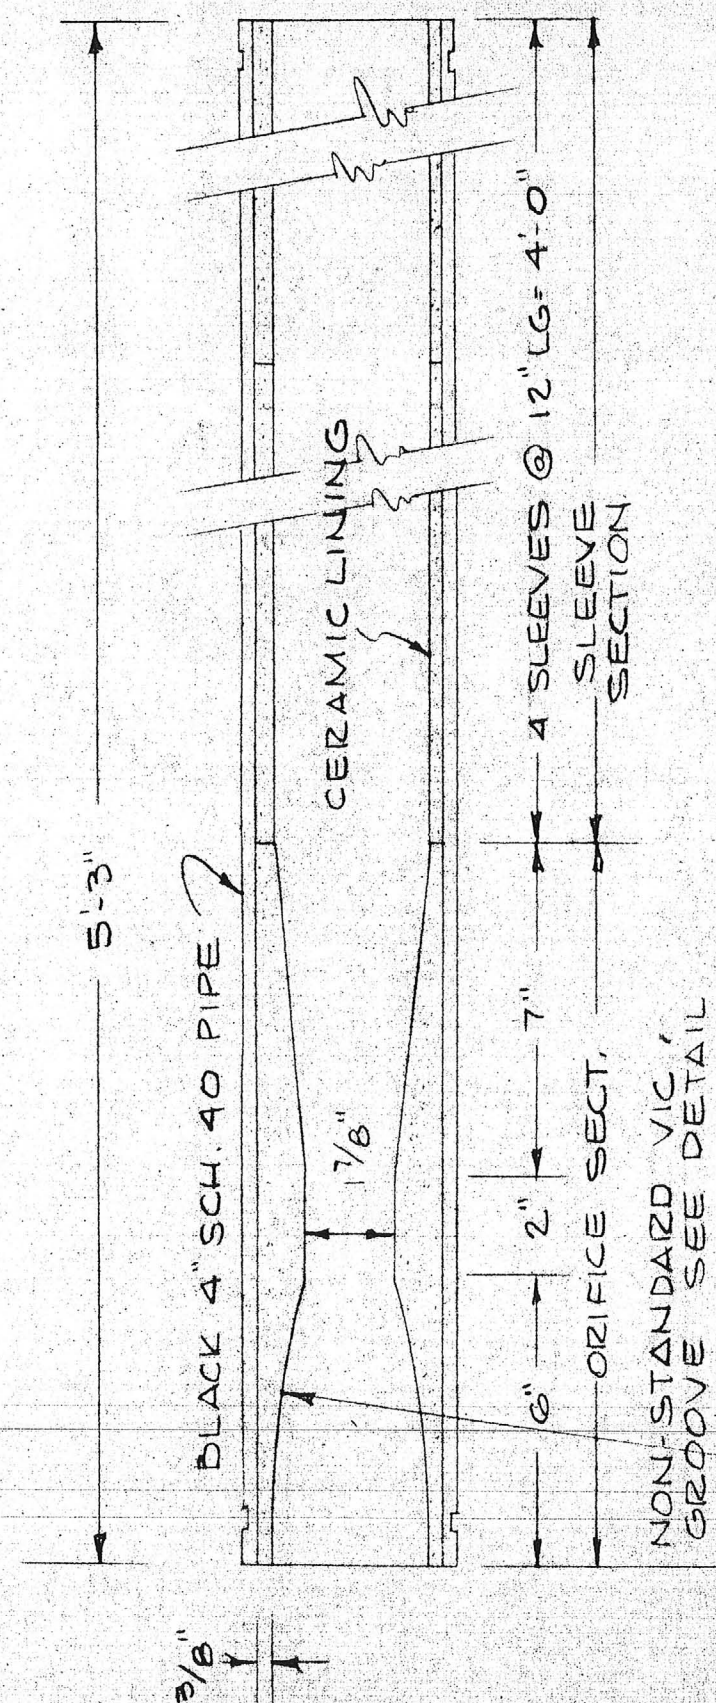 5'-3"
BLACK 4" SCH. 40 PIPE
CERAMIC LINING
4 SLEEVES @ 12" LG = 4'-0"
SLEEVE
SECTION
7"
1 7/8"
2"
6"
ORIFICE SECT.
NON-STANDARD VIC.
GROOVE SEE DETAIL
3/8"